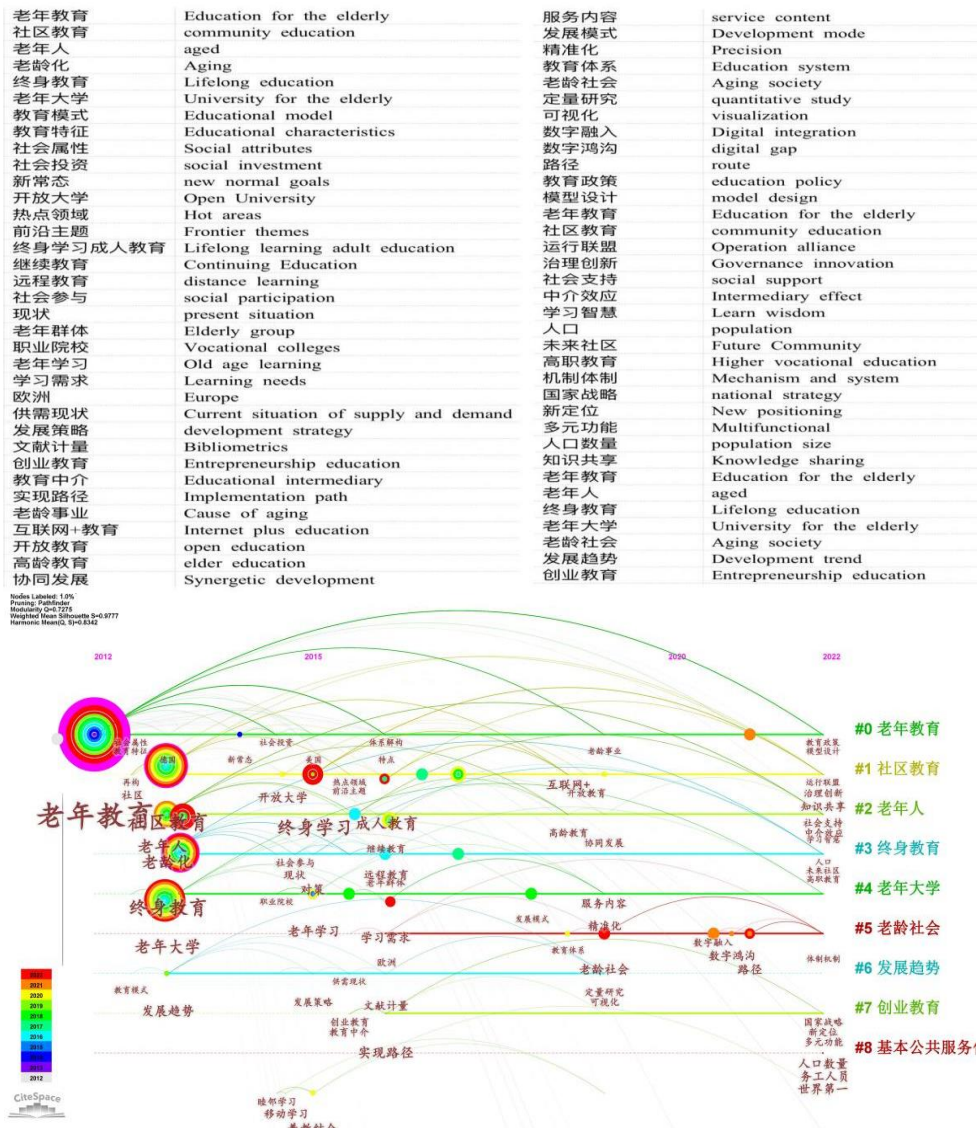 老年教育 Education for the elderly
社区教育 community education
老年人 aged
老龄化 Aging
终身教育 Lifelong education
老年大学 University for the elderly
教育模式 Educational model
教育特征 Educational characteristics
社会属性 Social attributes
社会投资 social investment
新常态 new normal goals
开放大学 Open University
热点领域 Hot areas
前沿主题 Frontier themes
终身学习成人教育 Lifelong learning adult education
继续教育 Continuing Education
远程教育 distance learning
社会参与 social participation
现状 present situation
老年群体 Elderly group
职业院校 Vocational colleges
老年学习 Old age learning
学习需求 Learning needs
欧洲 Europe
供需现状 Current situation of supply and demand
发展策略 development strategy
文献计量 Bibliometrics
创业教育 Entrepreneurship education
教育中介 Educational intermediary
实现路径 Implementation path
老龄事业 Cause of aging
互联网+教育 Internet plus education
开放教育 open education
高龄教育 elder education
协同发展 Synergetic development
服务内容 service content
发展模式 Development mode
精准化 Precision
教育体系 Education system
老龄社会 Aging society
定量研究 quantitative study
可视化 visualization
数字融入 Digital integration
数字鸿沟 digital gap
路径 route
教育政策 education policy
模型设计 model design
老年教育 Education for the elderly
社区教育 community education
运行联盟 Operation alliance
治理创新 Governance innovation
社会支持 social support
中介效应 Intermediary effect
学习智慧 Learn wisdom
人口 population
未来社区 Future Community
高职教育 Higher vocational education
机制体制 Mechanism and system
国家战略 national strategy
新定位 New positioning
多元功能 Multifunctional
人口数量 population size
知识共享 Knowledge sharing
老年教育 Education for the elderly
老年人 aged
终身教育 Lifelong education
老年大学 University for the elderly
老龄社会 Aging society
发展趋势 Development trend
创业教育 Entrepreneurship education
Nodes Labeled: 1.0%
Pruning: Pathfinder
Modularity Q=0.7275
Weighted Mean Silhouette S=0.9777
Harmonic Mean(Q, S)=0.8342
2012 2015 2020 2022
#0 老年教育
社会属性
教育特征
社会投资
体系解构
老龄事业
教育政策
模型设计
#1 社区教育
德国
新常态
美国
特点
再构
社区
开放大学
热点领域
前沿主题
互联网+
开放教育
运行联盟
治理创新
知识共享
#2 老年人
老年教育
社区教育
终身学习 成人教育
社会支持
中介效应
学习智慧
老年人
老龄化
继续教育
高龄教育
协同发展
#3 终身教育
社会参与
现状
对策
远程教育
老年群体
人口
未来社区
高职教育
#4 老年大学
终身教育
职业院校
服务内容
老年学习
学习需求
发展模式
精准化
#5 老龄社会
老年大学
教育体系
数字融入
数字鸿沟
路径
体制机制
欧洲
老龄社会
#6 发展趋势
教育模式
供需现状
发展趋势
发展策略
文献计量
定量研究
可视化
#7 创业教育
创业教育
教育中介
国家战略
新定位
多元功能
实现路径
#8 基本公共服务
人口数量
务工人员
世界第一
睦邻学习
移动学习
2021
2020
2019
2018
2017
2016
2012
CiteSpace